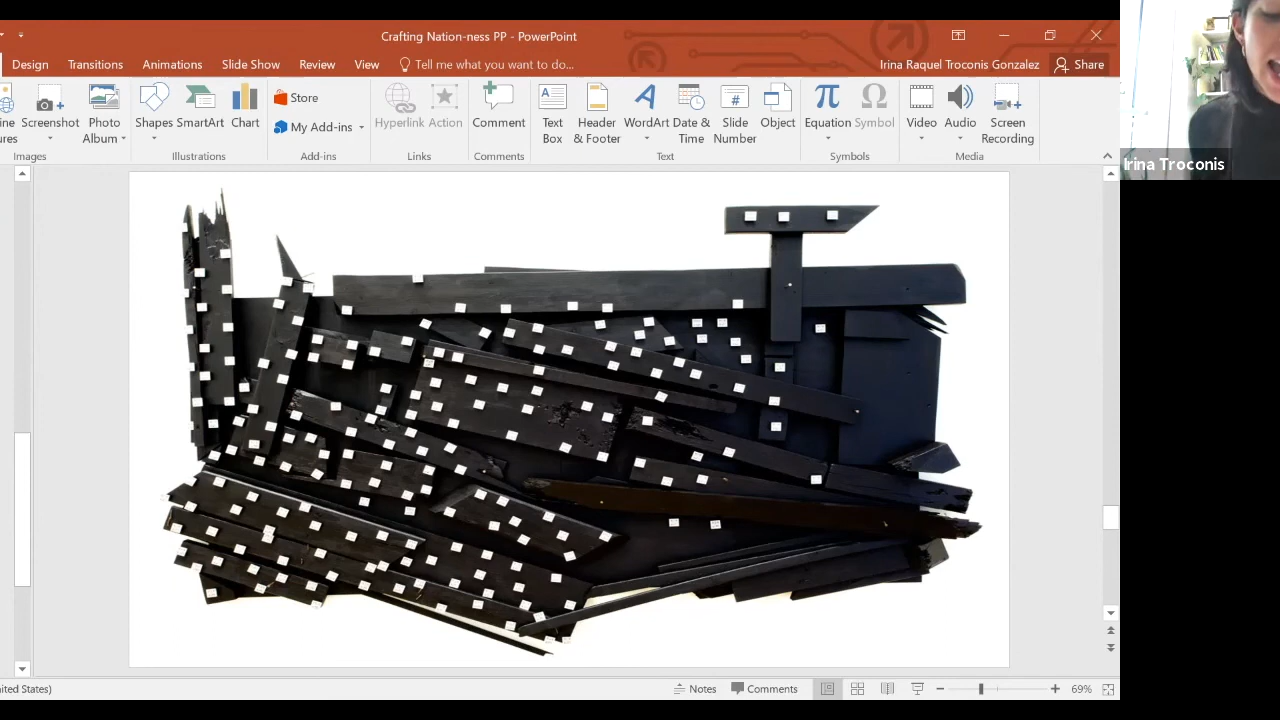 Crafting Nation-ness PP - PowerPoint
Design Transitions Animations Slide Show Review View Tell me what you want to do... Irina Raquel Troconis Gonzalez Share
Screenshot Photo Album Shapes SmartArt Chart Store My Add-ins Hyperlink Action Comment Text Box Header & Footer WordArt Date & Time Slide Number Object Equation Symbol Video Audio Screen Recording
Images Illustrations Add-ins Links Comments Text Symbols Media
Irina Troconis
ited States) Notes Comments 69%